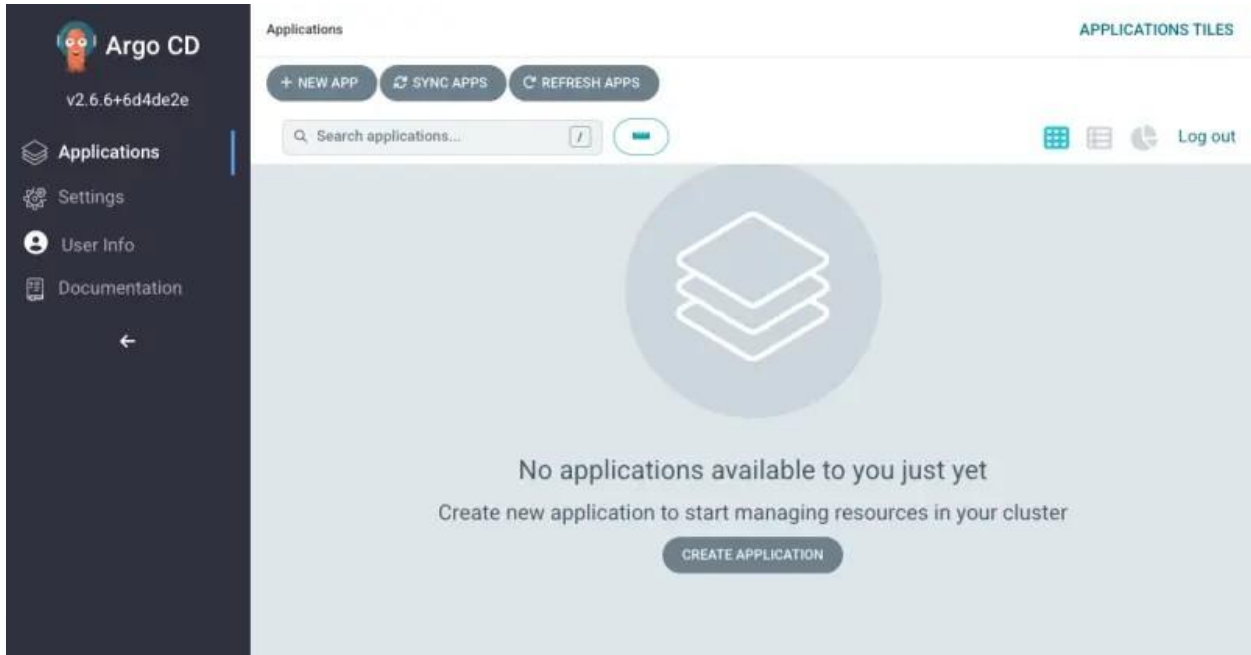 Argo CD
v2.6.6+6d4de2e
Applications
Settings
User Info
Documentation
Applications
APPLICATIONS TILES
+ NEW APP
SYNC APPS
REFRESH APPS
Search applications...
/
Log out
No applications available to you just yet
Create new application to start managing resources in your cluster
CREATE APPLICATION